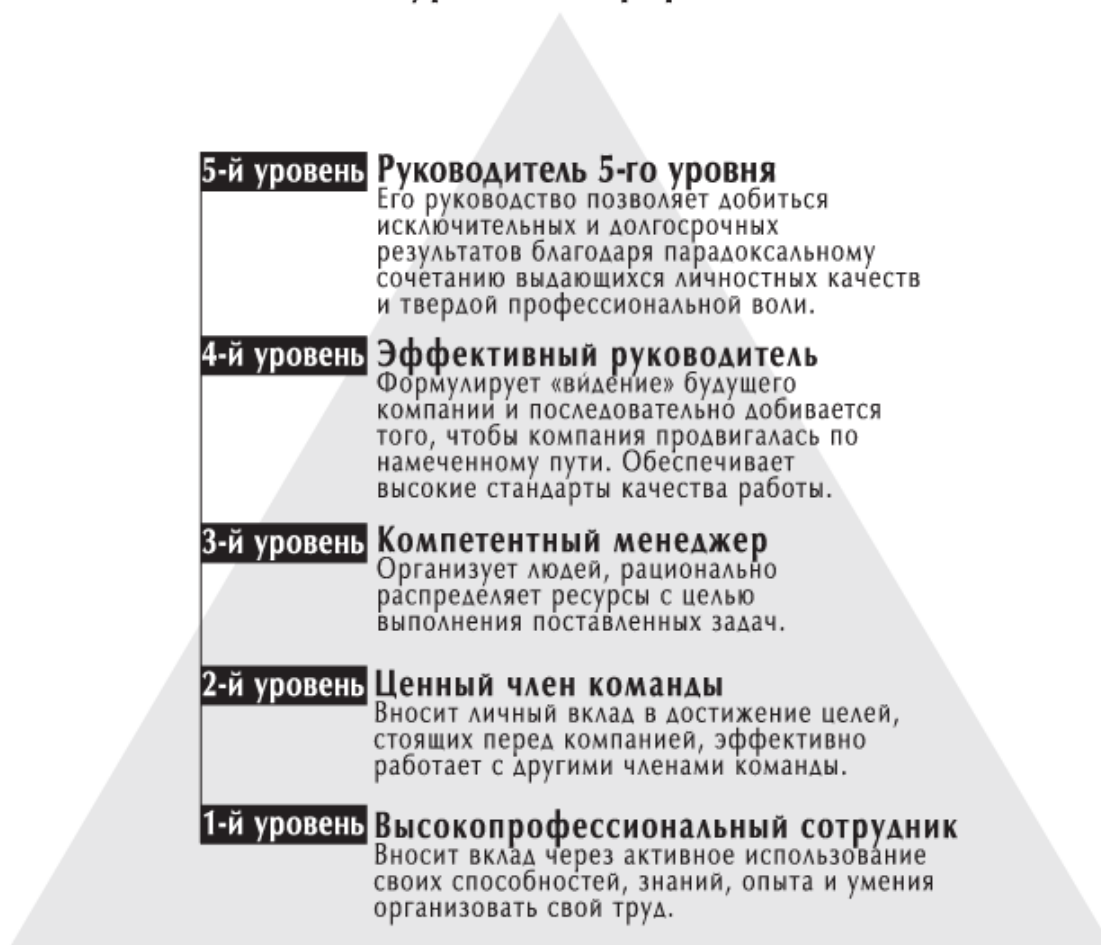 5-й уровень Руководитель 5-го уровня
Его руководство позволяет добиться
исключительных и долгосрочных
результатов благодаря парадоксальному
сочетанию выдающихся личностных качеств
и твердой профессиональной воли.
4-й уровень Эффективный руководитель
Формулирует «ви́дение» будущего
компании и последовательно добивается
того, чтобы компания продвигалась по
намеченному пути. Обеспечивает
высокие стандарты качества работы.
3-й уровень Компетентный менеджер
Организует людей, рационально
распределяет ресурсы с целью
выполнения поставленных задач.
2-й уровень Ценный член команды
Вносит личный вклад в достижение целей,
стоящих перед компанией, эффективно
работает с другими членами команды.
1-й уровень Высокопрофессиональный сотрудник
Вносит вклад через активное использование
своих способностей, знаний, опыта и умения
организовать свой труд.